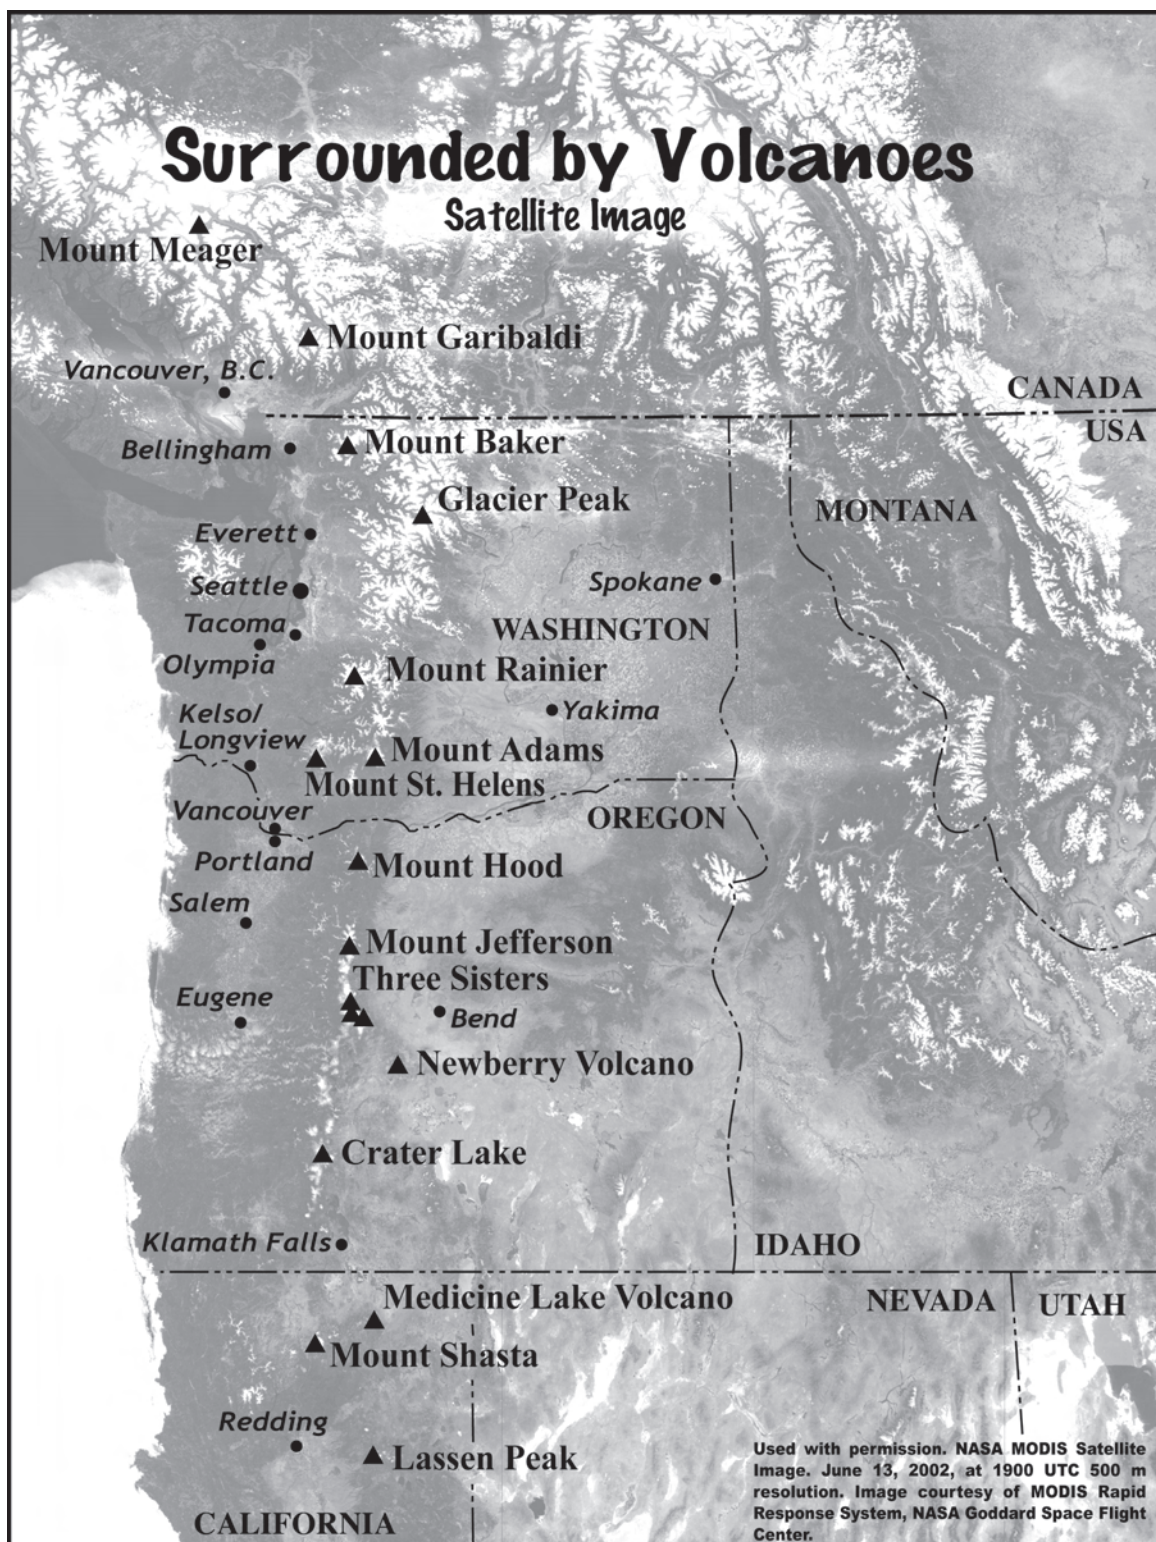 Surrounded by Volcanoes
Satellite Image
Mount Meager
Mount Garibaldi
Vancouver, B.C.
CANADA
USA
Mount Baker
Bellingham
Glacier Peak
MONTANA
Everett
Spokane
Seattle
Tacoma
WASHINGTON
Olympia
Mount Rainier
Kelso/
Longview
Yakima
Mount Adams
Mount St. Helens
Vancouver
OREGON
Portland
Mount Hood
Salem
Mount Jefferson
Three Sisters
Eugene
Bend
Newberry Volcano
Crater Lake
Klamath Falls
IDAHO
Medicine Lake Volcano
NEVADA
UTAH
Mount Shasta
Redding
Lassen Peak
CALIFORNIA
Used with permission. NASA MODIS Satellite
Image. June 13, 2002, at 1900 UTC 500 m
resolution. Image courtesy of MODIS Rapid
Response System, NASA Goddard Space Flight
Center.